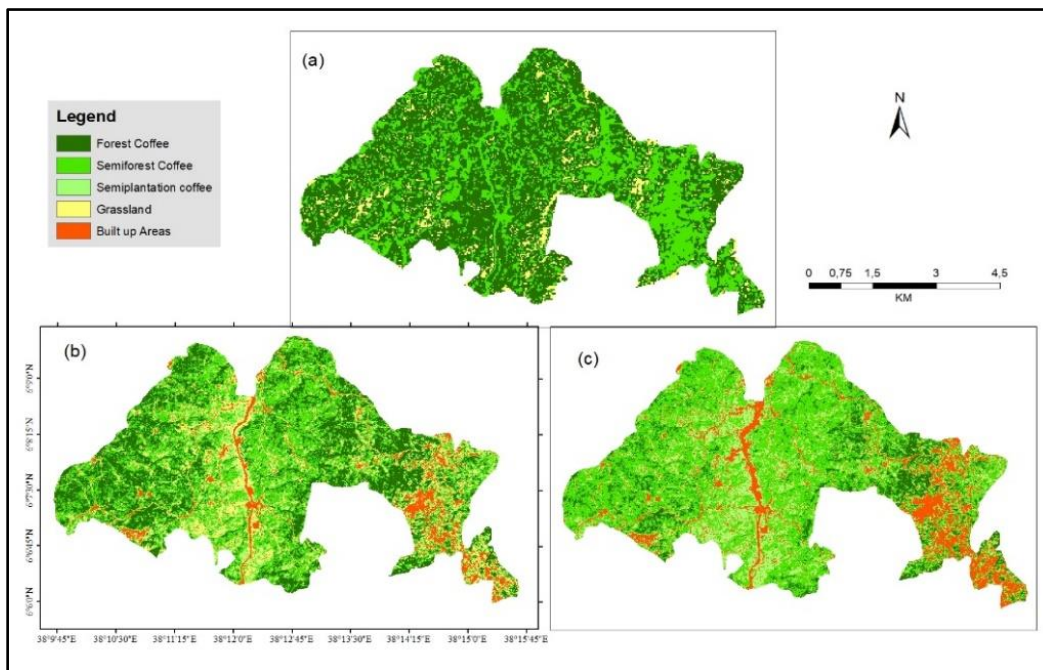 (a)
N
Legend
Forest Coffee
Semiforest Coffee
Semiplantation coffee
Grassland
Built up Areas
0 0,75 1,5 3 4,5
KM
(b)
(c)
38°9'45"E 38°10'30"E 38°11'15"E 38°12'0"E 38°12'45"E 38°13'30"E 38°14'15"E 38°15'0"E 38°15'45"E